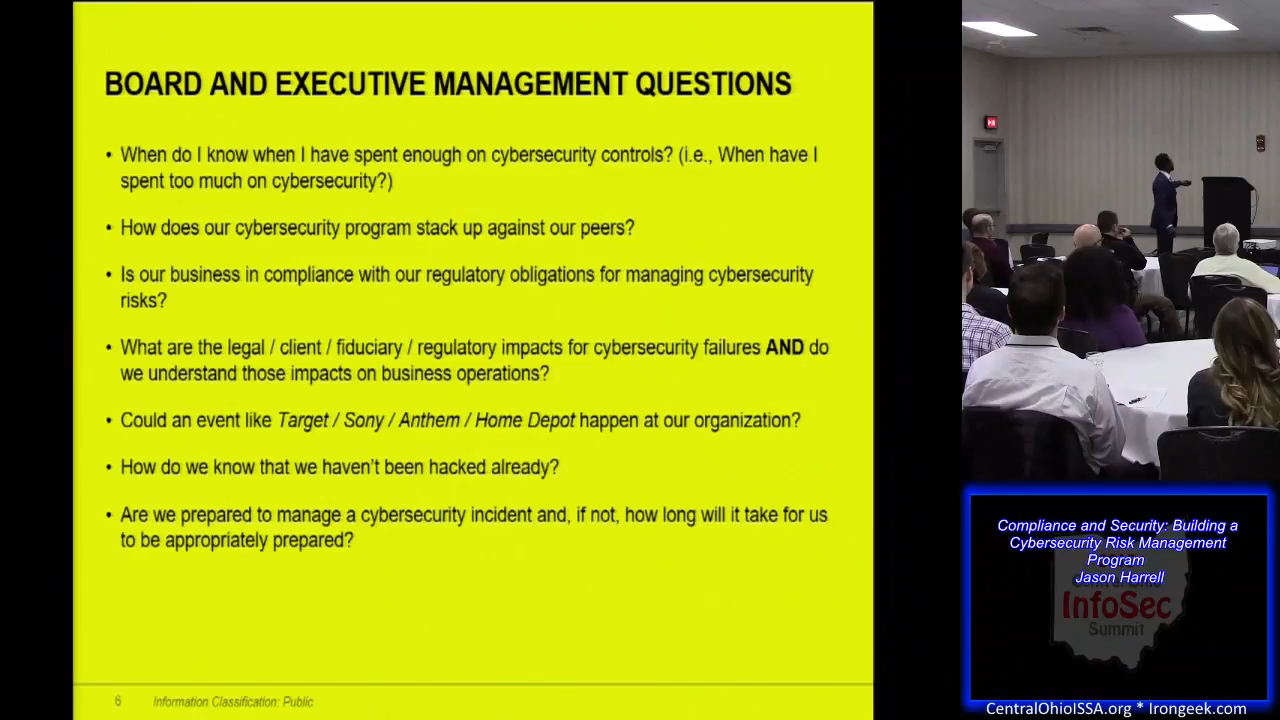 BOARD AND EXECUTIVE MANAGEMENT QUESTIONS
• When do I know when I have spent enough on cybersecurity controls? (i.e., When have I
spent too much on cybersecurity?)
• How does our cybersecurity program stack up against our peers?
• Is our business in compliance with our regulatory obligations for managing cybersecurity
risks?
• What are the legal / client / fiduciary / regulatory impacts for cybersecurity failures AND do
we understand those impacts on business operations?
• Could an event like Target / Sony / Anthem / Home Depot happen at our organization?
• How do we know that we haven't been hacked already?
• Are we prepared to manage a cybersecurity incident and, if not, how long will it take for us
to be appropriately prepared?
6 Information Classification: Public
Compliance and Security: Building a
Cybersecurity Risk Management
Program
Jason Harrell
InfoSec
Summit
CentralOhioISSA.org * Irongeek.com